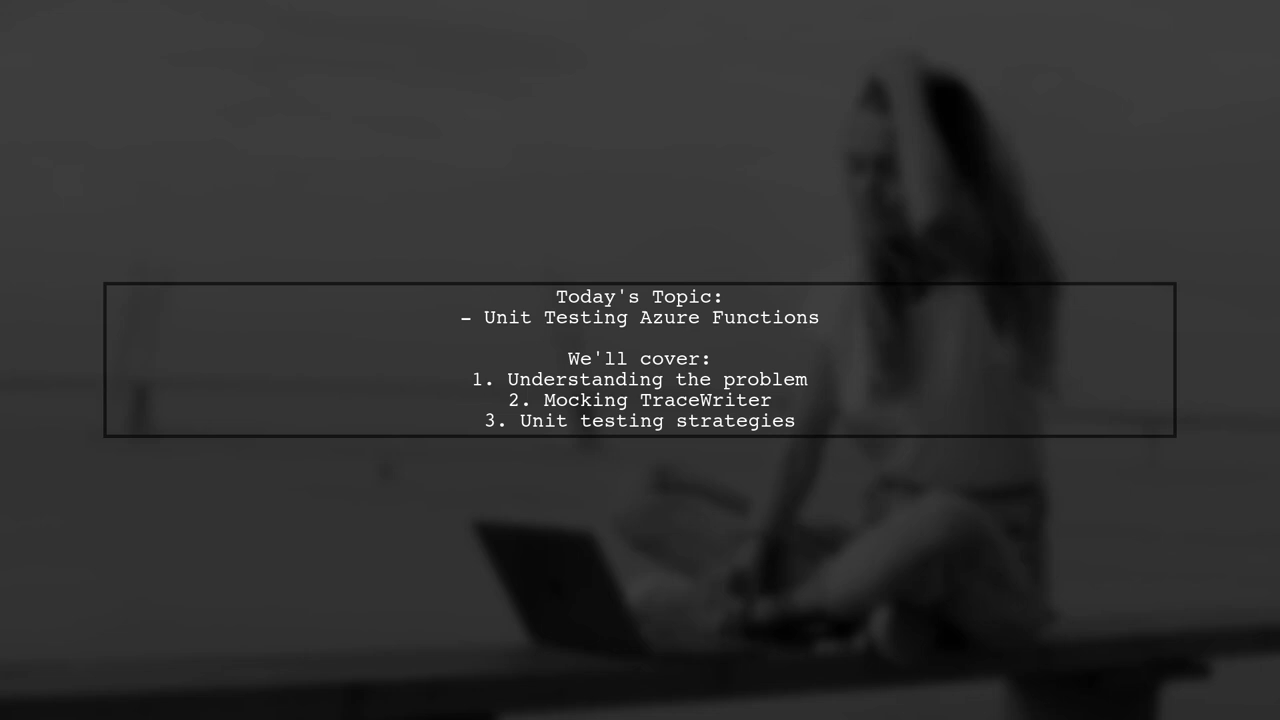 Today's Topic:
- Unit Testing Azure Functions
We'll cover:
1. Understanding the problem
2. Mocking TraceWriter
3. Unit testing strategies